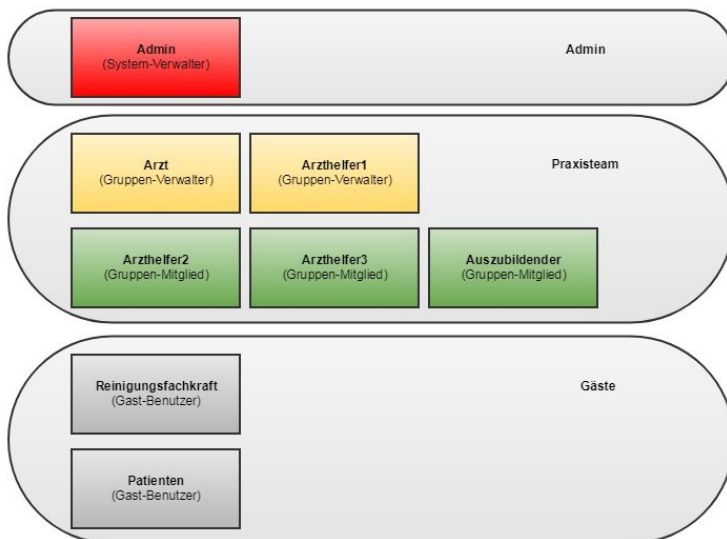 Admin
(System-Verwalter)
Admin
Arzt
(Gruppen-Verwalter)
Arzthelfer1
(Gruppen-Verwalter)
Praxisteam
Arzthelfer2
(Gruppen-Mitglied)
Arzthelfer3
(Gruppen-Mitglied)
Auszubildender
(Gruppen-Mitglied)
Reinigungsfachkraft
(Gast-Benutzer)
Gäste
Patienten
(Gast-Benutzer)